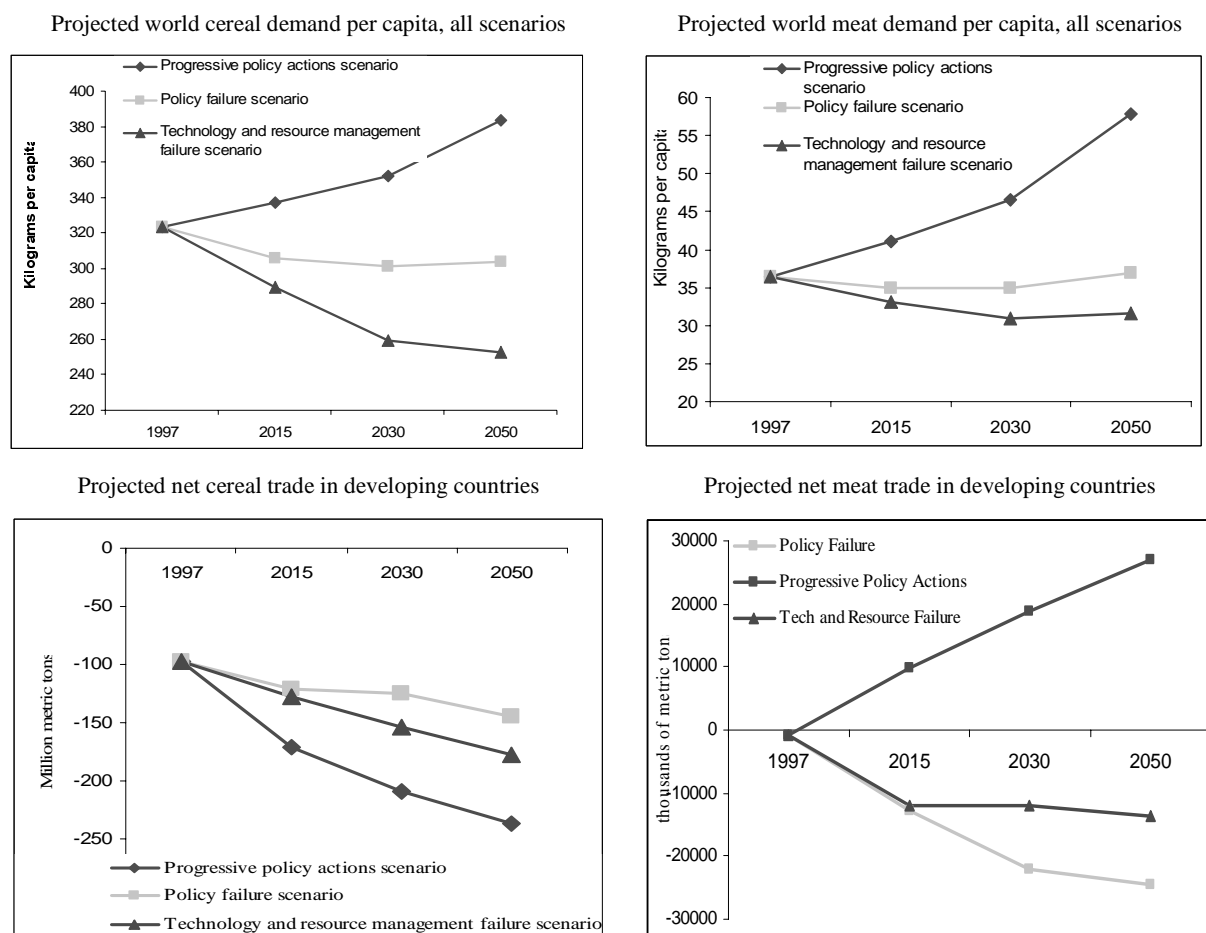 Projected world cereal demand per capita, all scenarios
Progressive policy actions scenario
Policy failure scenario
Technology and resource management
failure scenario
Kilograms per capita
400
380
360
340
320
300
280
260
240
220
1997
2015
2030
2050
Projected world meat demand per capita, all scenarios
Progressive policy actions
scenario
Policy failure scenario
Technology and resource
management failure scenario
Kilograms per capita
60
55
50
45
40
35
30
25
20
1997
2015
2030
2050
Projected net cereal trade in developing countries
0
-50
-100
-150
-200
-250
1997
2015
2030
2050
Million metric tons
Progressive policy actions scenario
Policy failure scenario
Technology and resource management failure scenario
Projected net meat trade in developing countries
Policy Failure
Progressive Policy Actions
Tech and Resource Failure
thousands of metric ton
30000
20000
10000
0
-10000
-20000
-30000
1997
2015
2030
2050